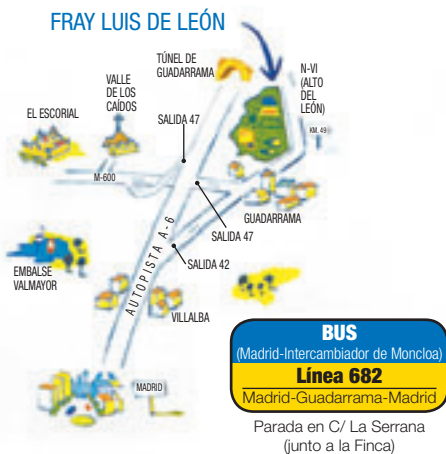 FRAY LUIS DE LEÓN
TÚNEL DE
GUADARRAMA
N-VI
(ALTO
DEL
LEÓN)
VALLE
DE LOS
CAÍDOS
EL ESCORIAL
SALIDA 47
KM. 49
M-600
GUADARRAMA
SALIDA 47
SALIDA 42
AUTOPISTA A-6
EMBALSE
VALMAYOR
VILLALBA
MADRID
BUS
(Madrid-Intercambiador de Moncloa)
Línea 682
Madrid-Guadarrama-Madrid
Parada en C/ La Serrana
(junto a la Finca)